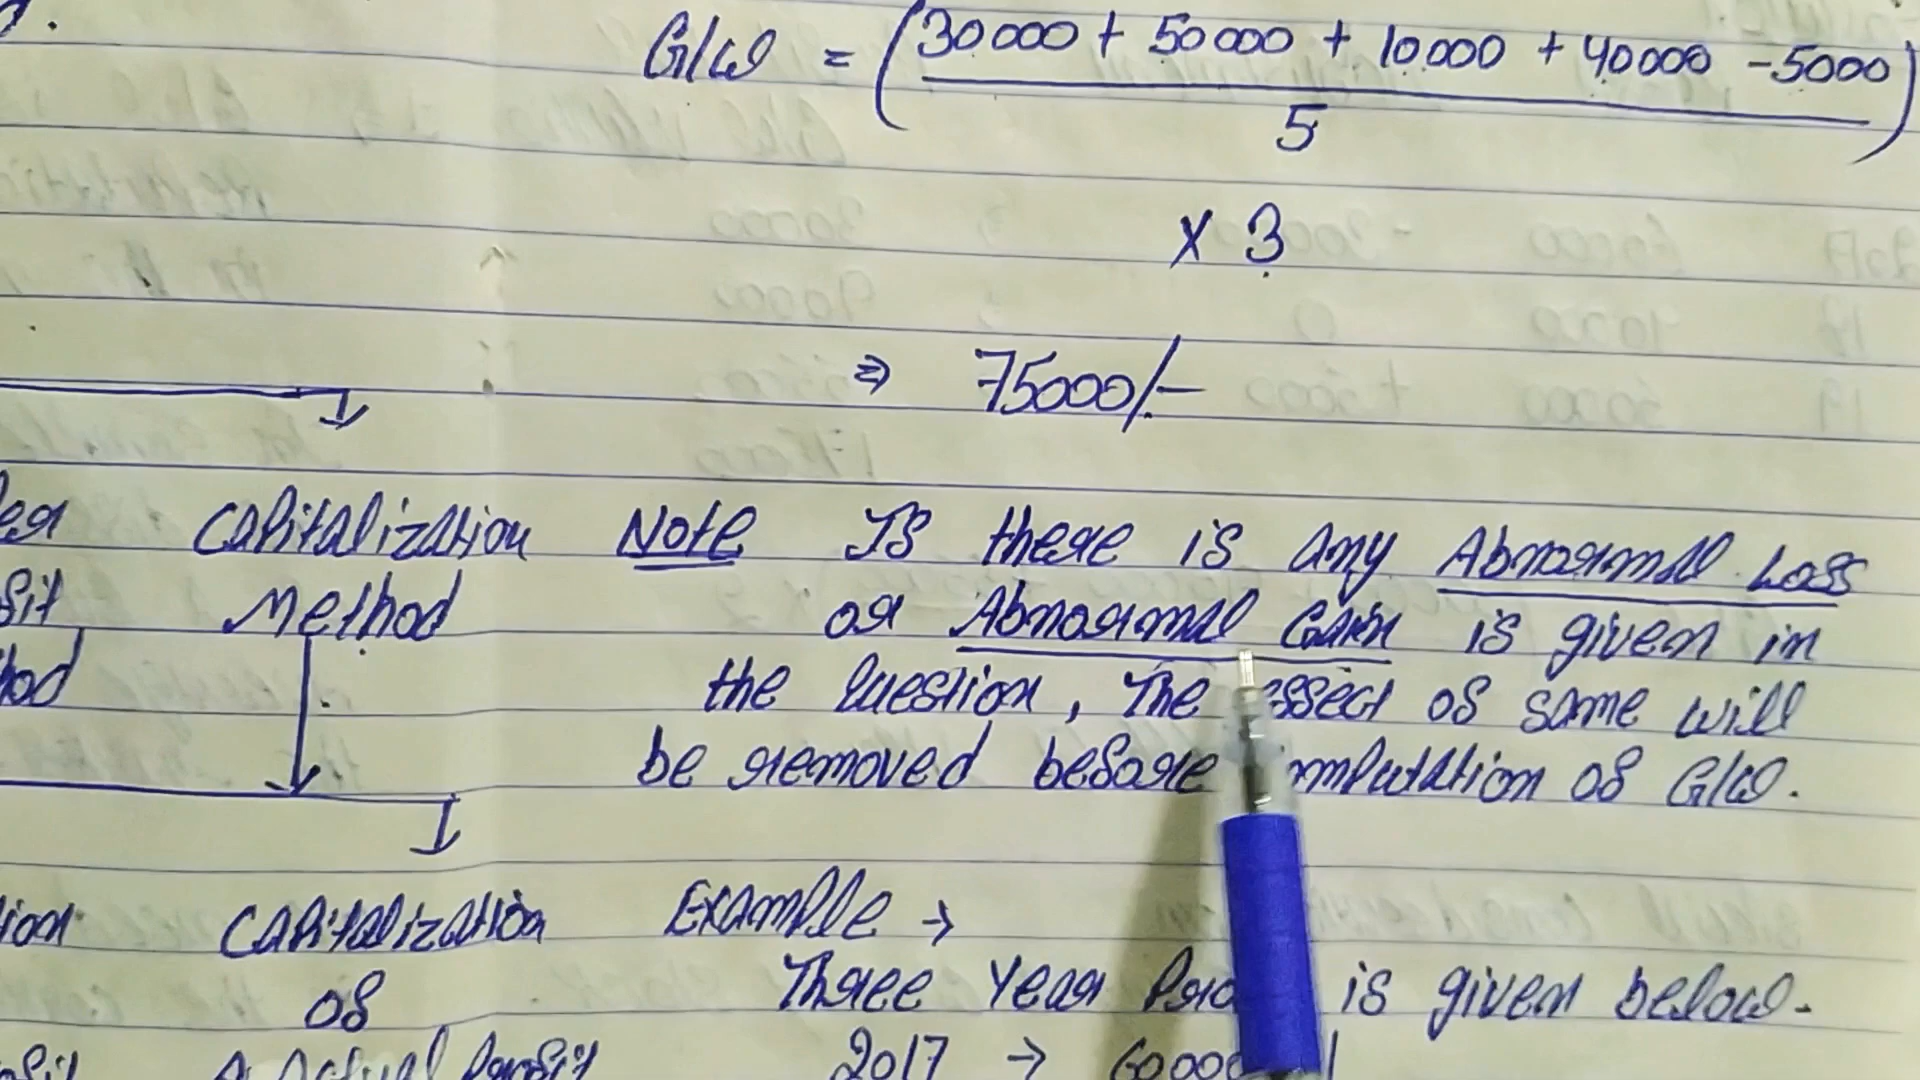 G/W = (30000 + 50000 + 10000 + 40000 - 5000)
5
X 3
⇒ 75000/-
Capitalization
Method
Note If there is any Abnormal Loss
or Abnormal Gain is given in
the Question, The effect of same will
be removed before of G/W.
Capitalization
of
Actual Profit
Example →
Three Year is given below.
2017 →